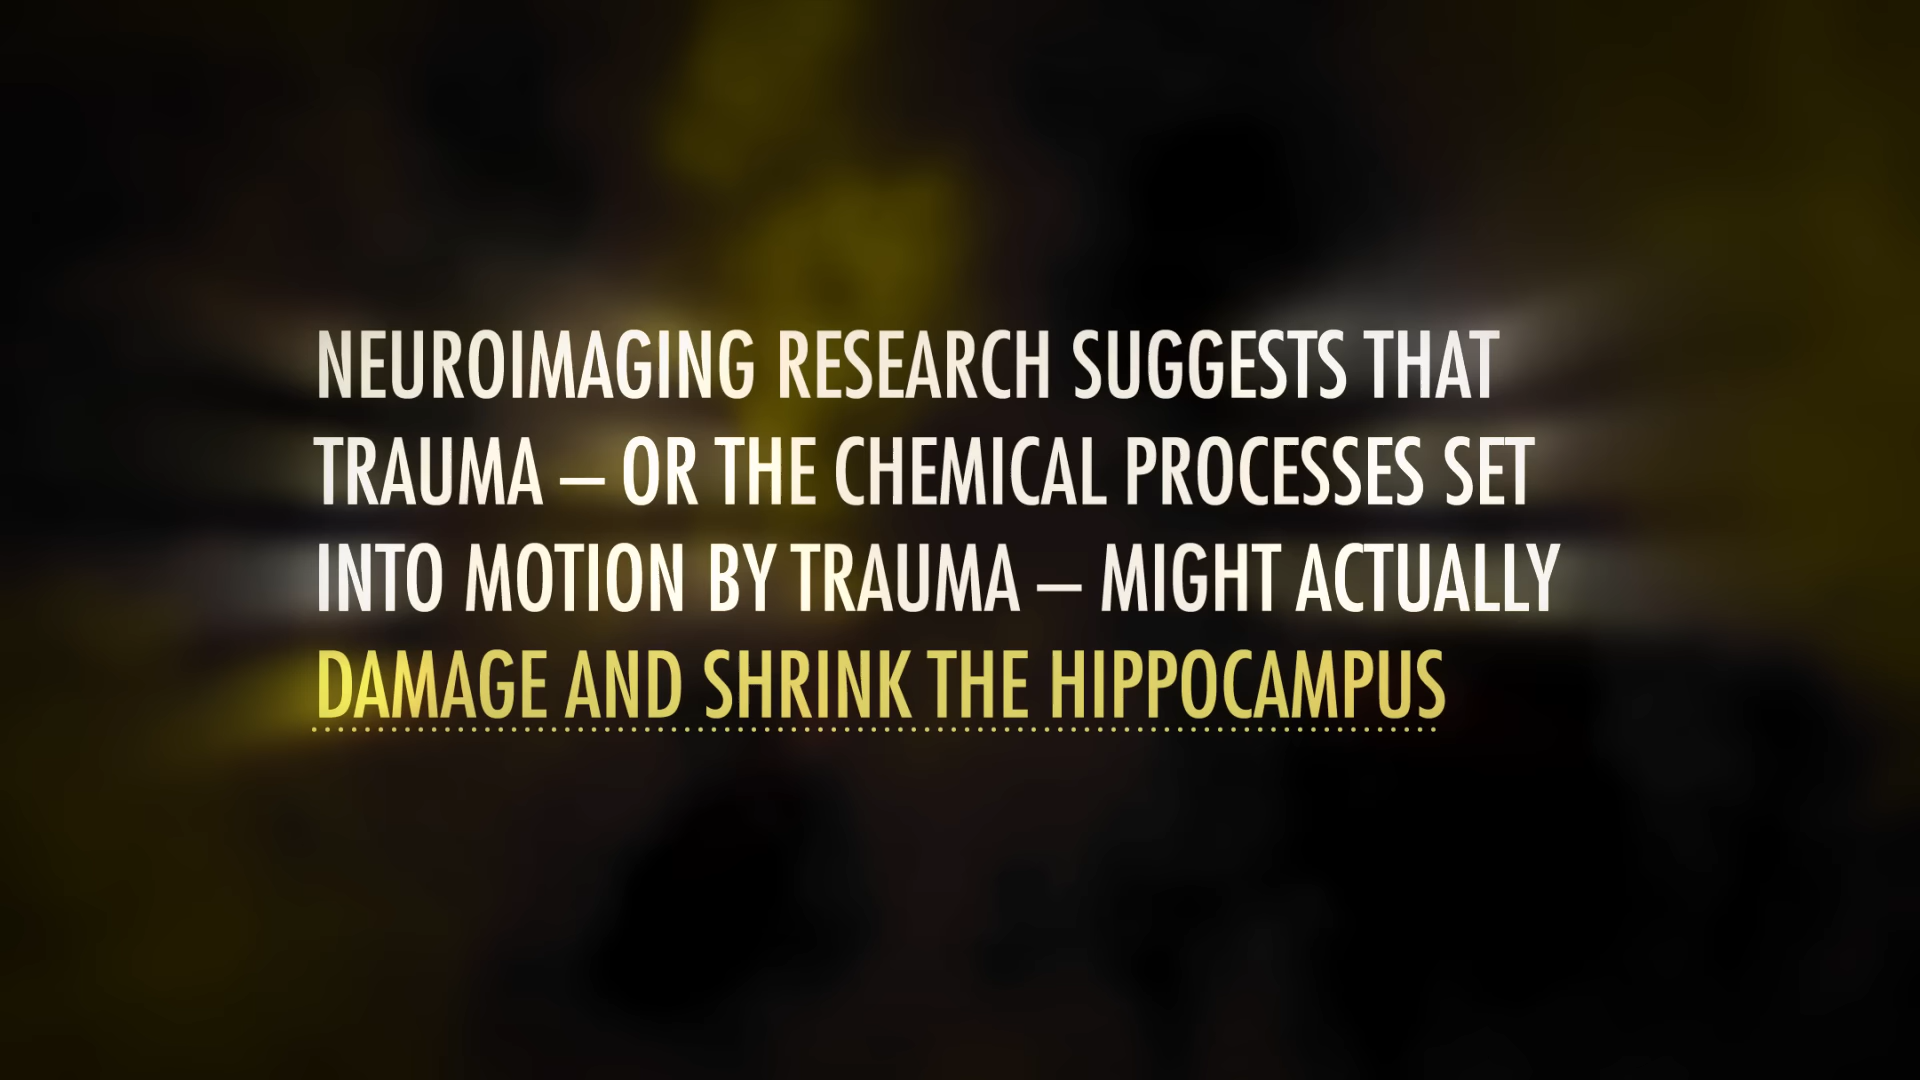 NEUROIMAGING RESEARCH SUGGESTS THAT
TRAUMA – OR THE CHEMICAL PROCESSES SET
INTO MOTION BY TRAUMA – MIGHT ACTUALLY
DAMAGE AND SHRINK THE HIPPOCAMPUS